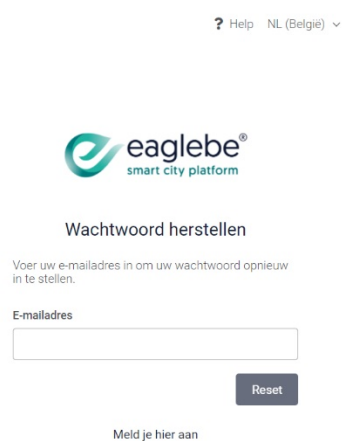 ? Help NL (België)
eaglebe®
smart city platform
Wachtwoord herstellen
Voer uw e-mailadres in om uw wachtwoord opnieuw
in te stellen.
E-mailadres
Reset
Meld je hier aan